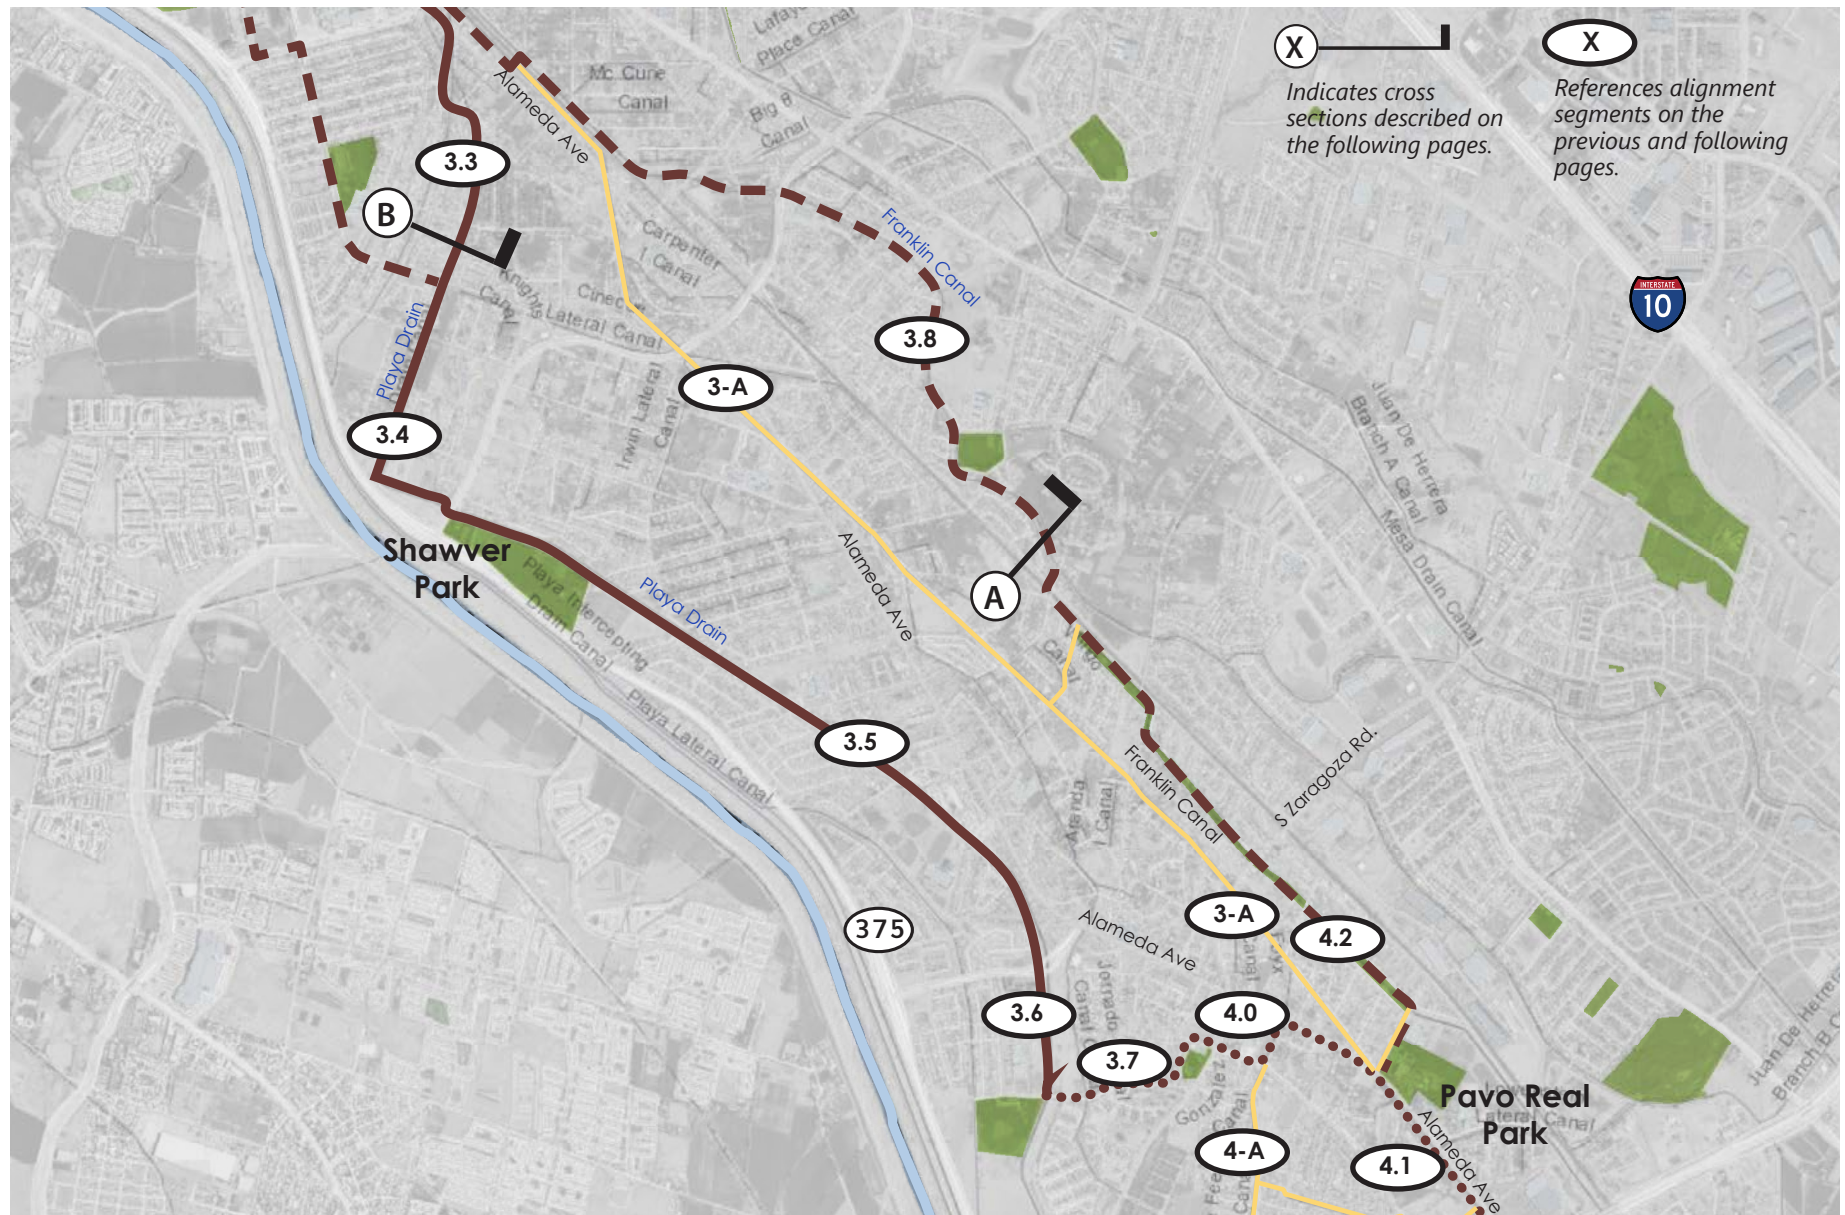 X
Indicates cross
sections described on
the following pages.
X
References alignment
segments on the
previous and following
pages.
Lafay
Place Canal
Mc Cune
Canal
Big 8
Canal
Alameda Ave
3.3
B
Carpenter
I Canal
Franklin Canal
INTERSTATE
10
Knights
Canal
Lateral Canal
Playa Drain
3.8
3-A
Irwin Lateral
Canal
Juan De Herrera
Branch A Canal
3.4
Mesa Drain Canal
Shawver
Park
Alameda Ave
A
Playa Intercepting
Drain Canal
Playa Drain
Canal
Playa Lateral Canal
3.5
Franklin Canal
S Zaragoza Rd.
Aranda
I Canal
3-A
375
4.2
Alameda Ave
Canal
Jornado
Canal
3.6
4.0
3.7
Juan De Herrera
Branch B
Gonzalez
Pavo Real
Park
Lateral Canal
4-A
4.1
Alameda Ave